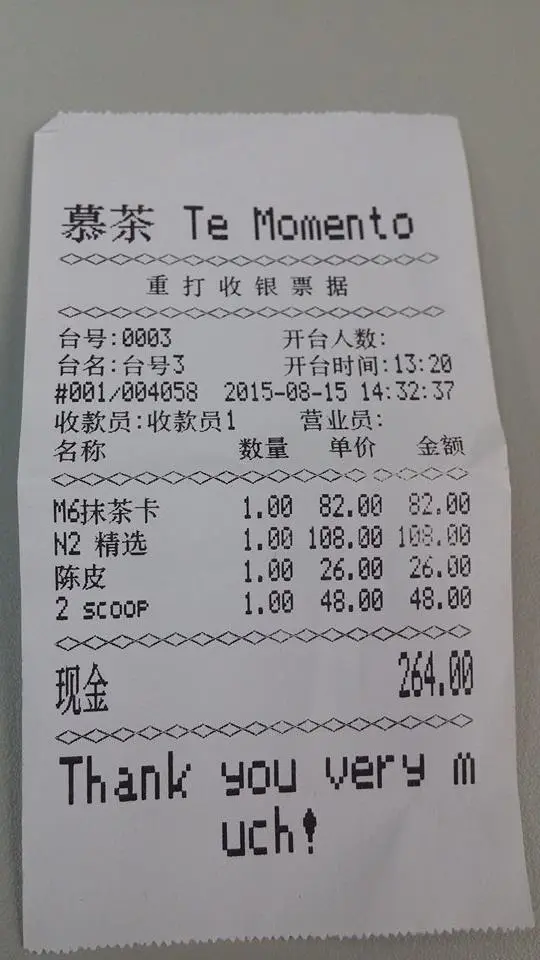 慕茶 Te Momento
重打收银票据
台号:0003 开台人数:
台名:台号3 开台时间:13:20
#001/004058 2015-08-15 14:32:37
收款员:收款员1 营业员:
名称 数量 单价 金额
M6抹茶卡 1.00 82.00 82.00
N2 精选 1.00 108.00 108.00
陈皮 1.00 26.00 26.00
2 scoop 1.00 48.00 48.00
现金 264.00
Thank you very m
uch!